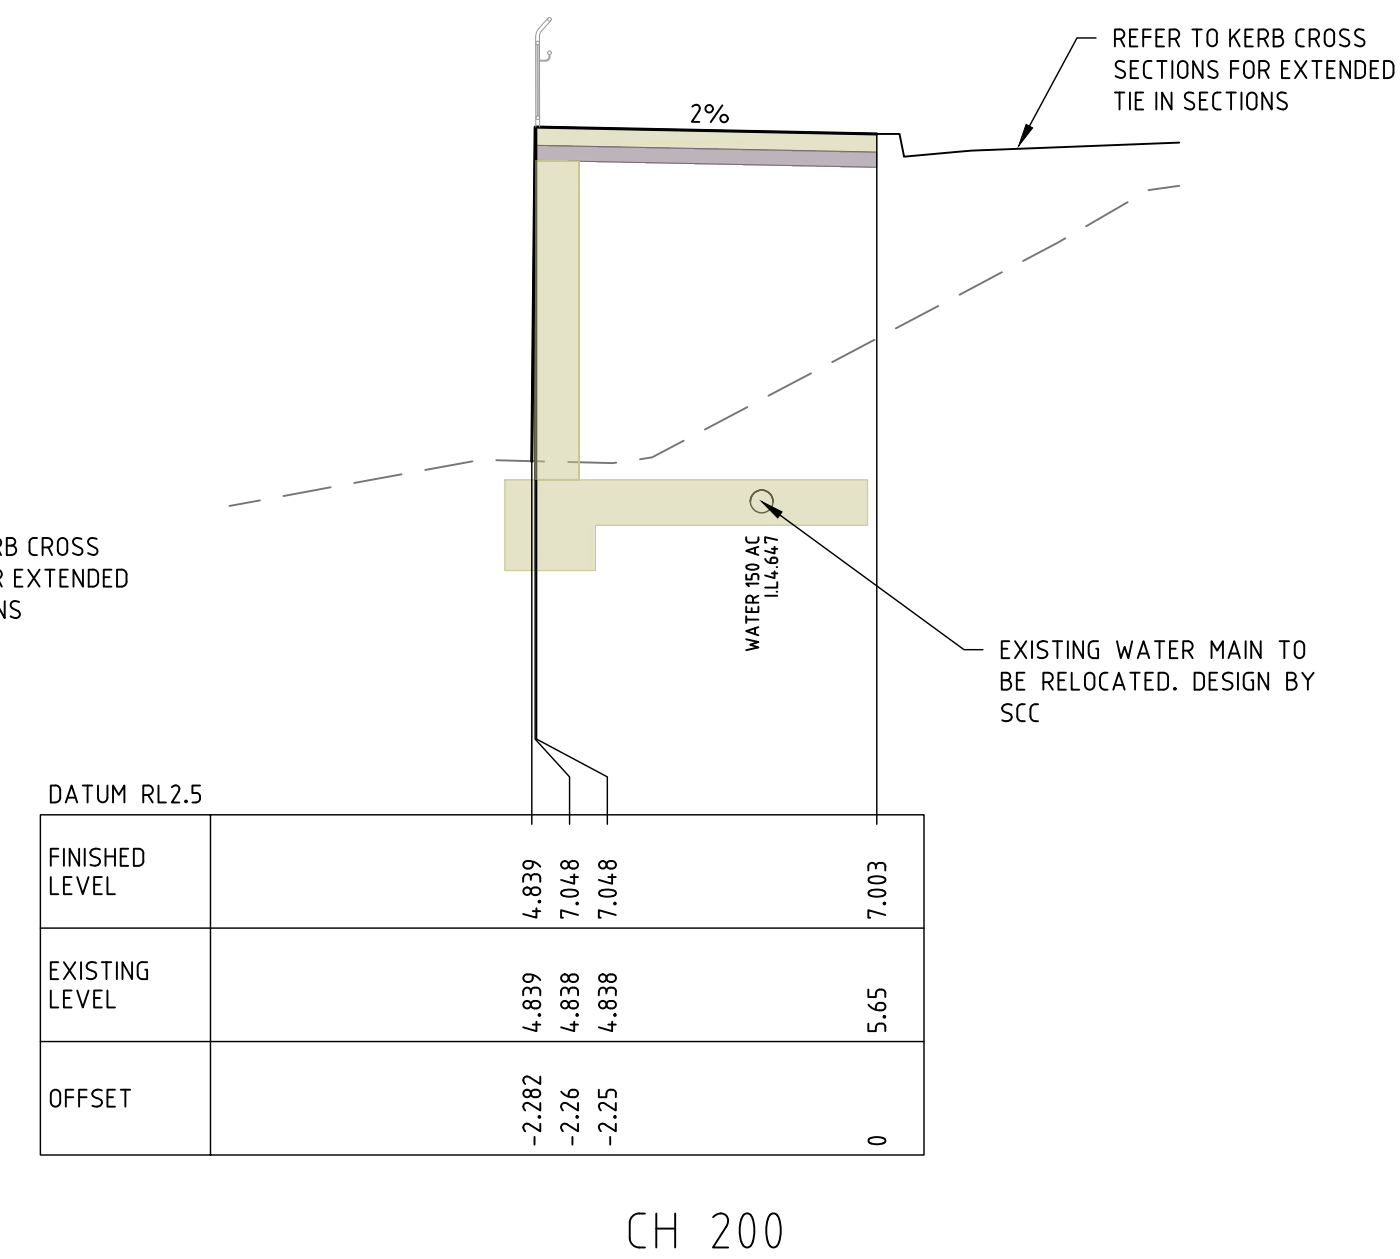 REFER TO KERB CROSS
SECTIONS FOR EXTENDED
TIE IN SECTIONS
2%
CROSS
EXTENDED
WATER 150 AC
I.L4.647
EXISTING WATER MAIN TO
BE RELOCATED. DESIGN BY
SCC
DATUM RL2.5
FINISHED
LEVEL
4.839
7.048
7.048
7.003
EXISTING
LEVEL
4.839
4.838
4.838
5.65
OFFSET
-2.282
-2.26
-2.25
0
CH 200